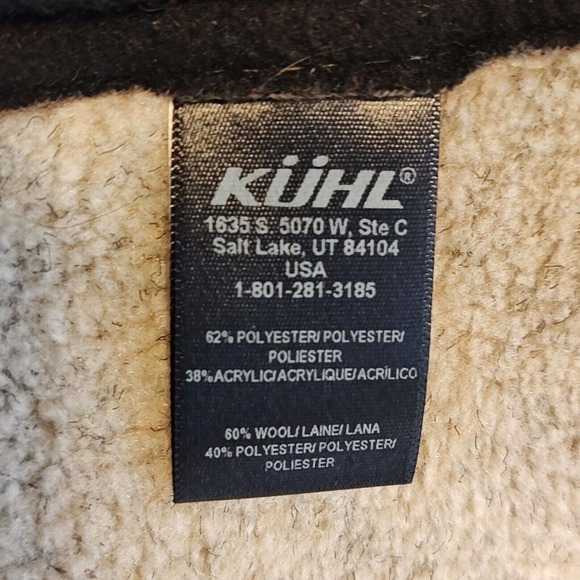 KÜHL®
1635 S. 5070 W, Ste C
Salt Lake, UT 84104
USA
1-801-281-3185
62% POLYESTER/ POLYESTER/
POLIESTER
38%ACRYLIC/ACRYLIQUE/ACRÍLICO
60% WOOL/ LAINE/ LANA
40% POLYESTER/ POLYESTER/
POLIESTER